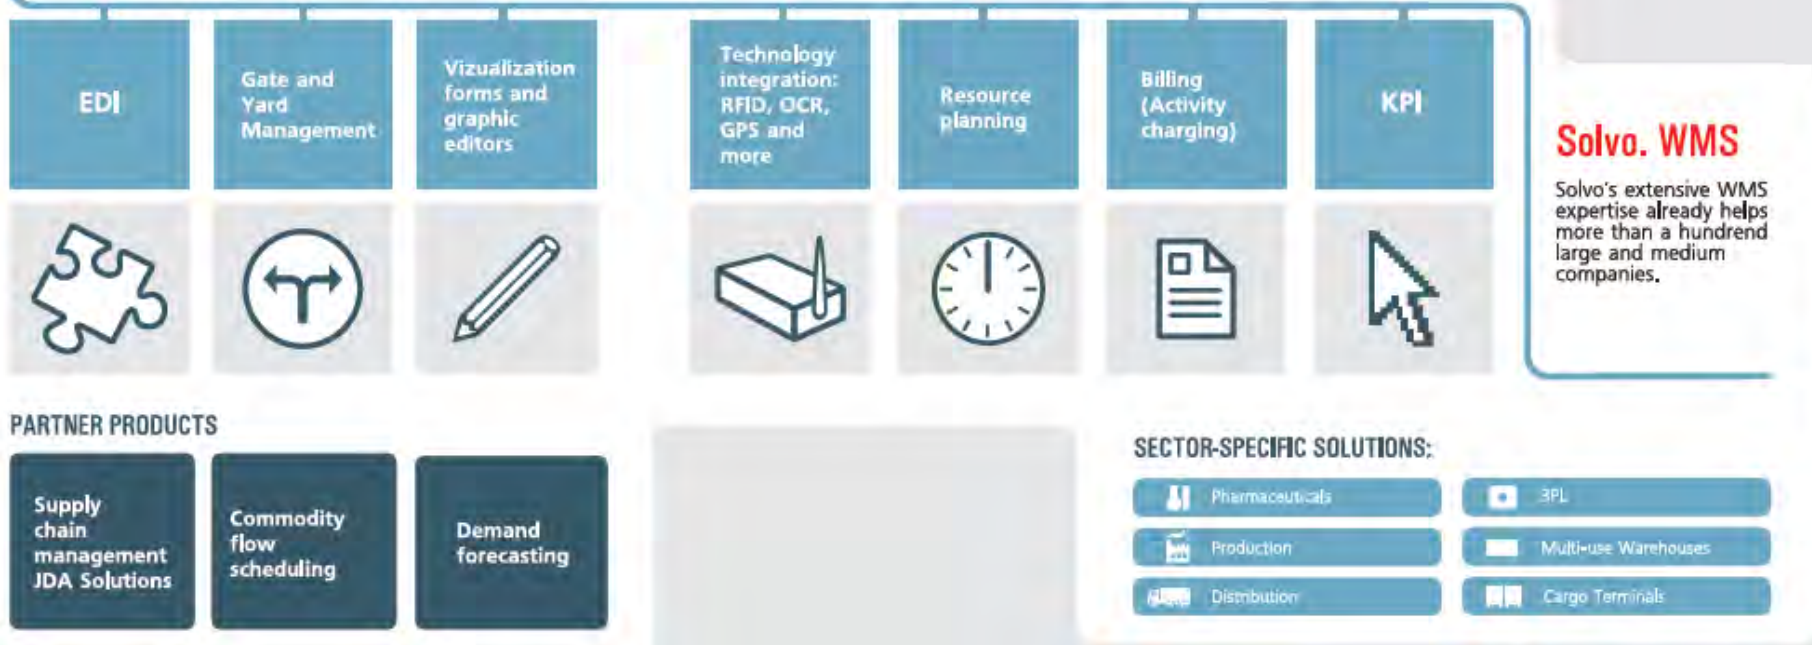 EDI
Gate and
Yard
Management
Vizualization
forms and
graphic
editors
Technology
integration:
RFID, OCR,
GPS and
more
Resource
planning
Billing
(Activity
charging)
KPI
Solvo. WMS
Solvo's extensive WMS
expertise already helps
more than a hundrend
large and medium
companies.
PARTNER PRODUCTS
Supply
chain
management
JDA Solutions
Commodity
flow
scheduling
Demand
forecasting
SECTOR-SPECIFIC SOLUTIONS:
Pharmaceuticals
Production
Distribution
3PL
Multi-use Warehouses
Cargo Terminals